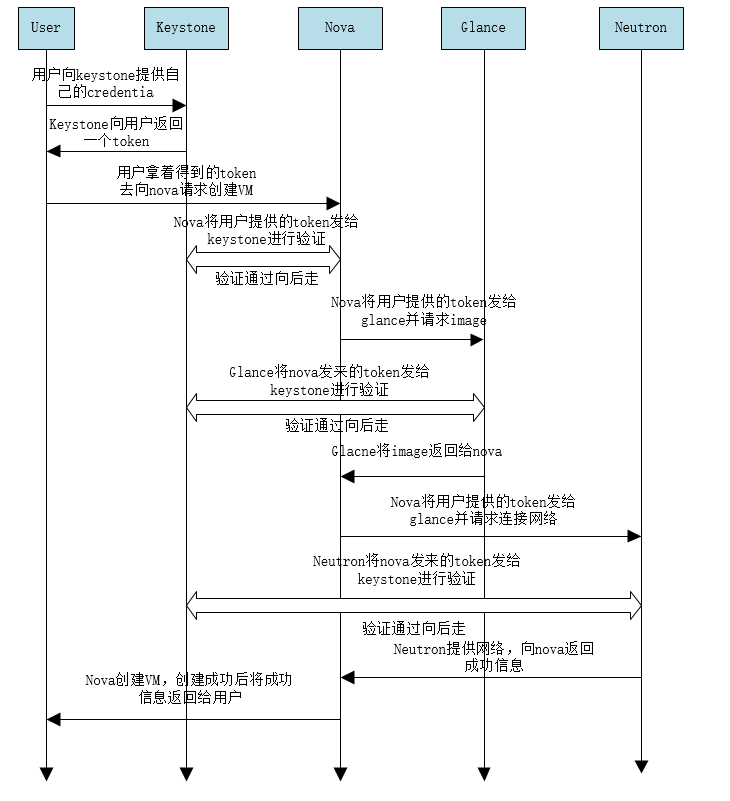 User
Keystone
Nova
Glance
Neutron
用户向keystone提供自
己的credentia
Keystone向用户返回
一个token
用户拿着得到的token
去向nova请求创建VM
Nova将用户提供的token发给
keystone进行验证
验证通过向后走
Nova将用户提供的token发给
glance并请求image
Glance将nova发来的token发给
keystone进行验证
验证通过向后走
Glacne将image返回给nova
Nova将用户提供的token发给
glance并请求连接网络
Neutron将nova发来的token发给
keystone进行验证
验证通过向后走
Neutron提供网络，向nova返回
成功信息
Nova创建VM，创建成功后将成功
信息返回给用户